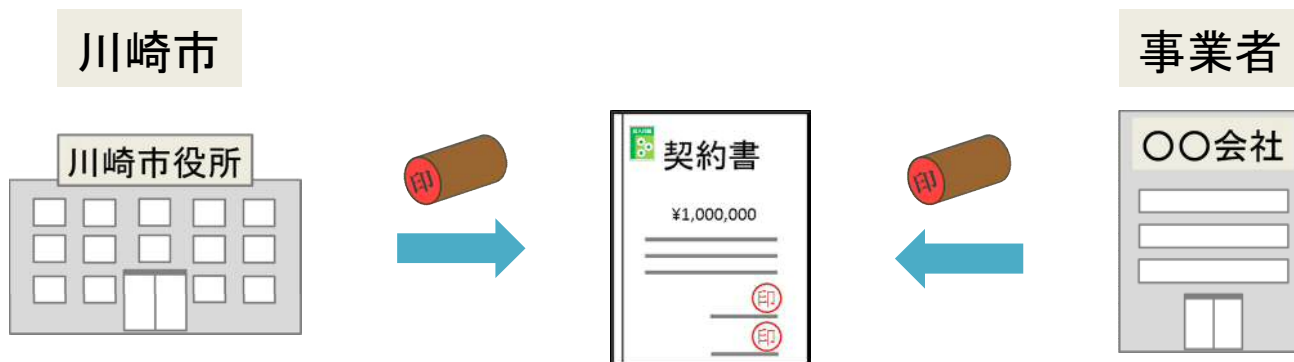 川崎市
事業者
川崎市役所
〇〇会社
印
印
契約書
¥1,000,000
印
印